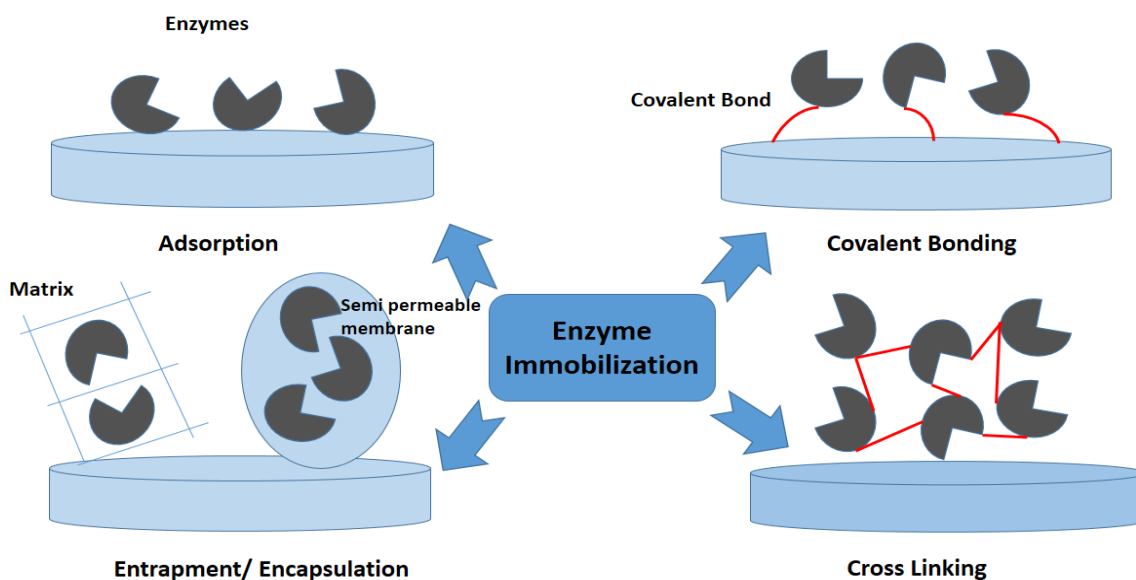 Enzymes
Adsorption
Covalent Bond
Covalent Bonding
Enzyme
Immobilization
Matrix
Semi permeable
membrane
Entrapment/ Encapsulation
Cross Linking